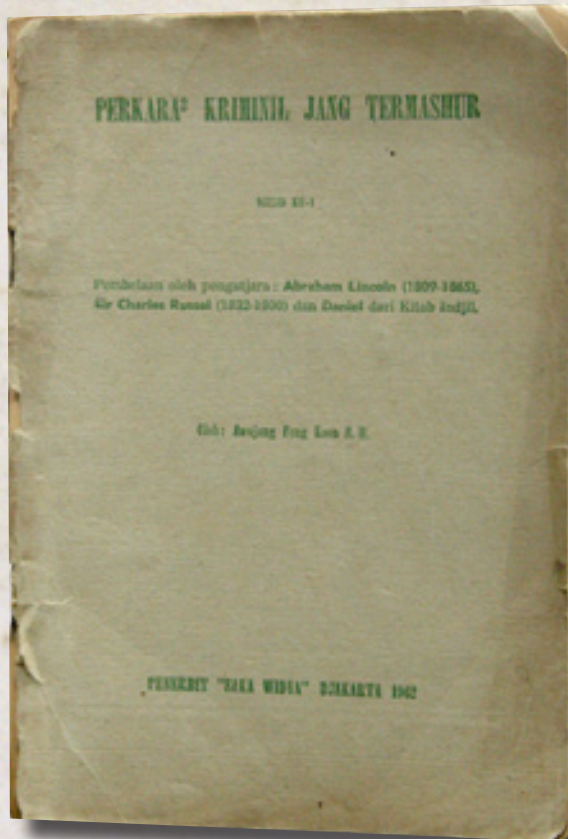 PERKARA² KRIMINIL JANG TERMASHUR
Pembelaan oleh pengatjara: Abraham Lincoln (1809-1865),
Sir Charles Russel (1832-1900) dan Daniel dari Kitab Indjil.
Oleh:
PENERBIT "WIDYA" DJAKARTA 1962